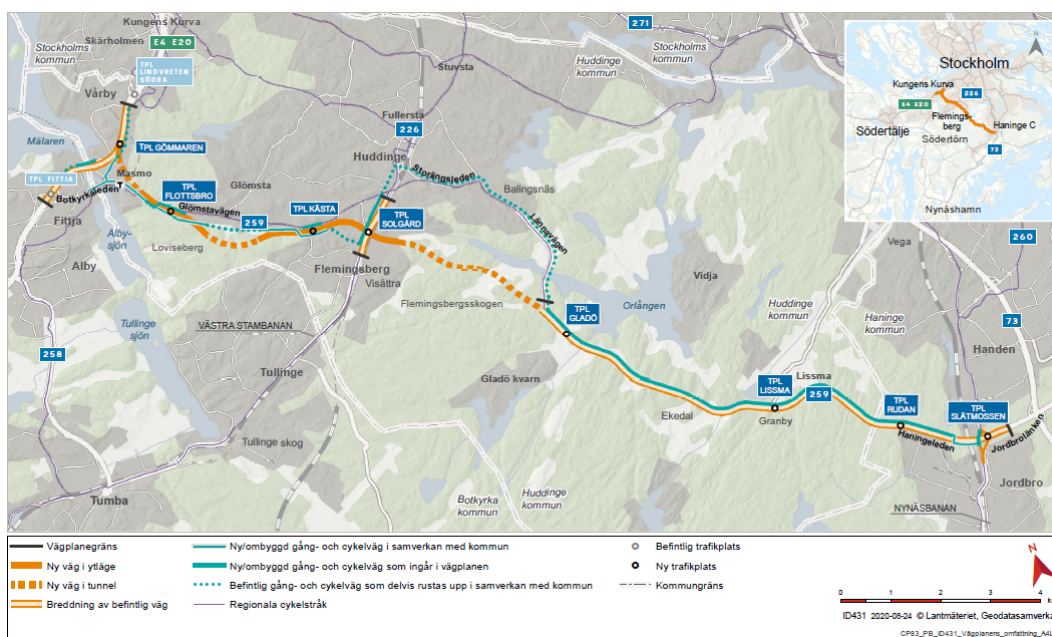 Kungens Kurva
Skärholmen
E4 E20
Stockholms
kommun
TPL
LINDVRETEN
SÖDRA
Vårby
Mälaren
TPL GÖMMAREN
TPL FITTJA
Masmo
Botkyrkaleden
Fittja
Alby-
sjön
Alby
TPL
FLOTTSBRO
Glömsta
Glömstavägen
259
Loviseberg
TPL KÄSTA
Stuvsta
Fullersta
226
Huddinge
Storängsleden
Balingsnäs
TPL
SOLGÅRD
Flemingsberg
Visättra
Lännavägen
Flemingsbergsskogen
Orlången
Vidja
271
Huddinge
kommun
Stockholms
kommun
Tullinge
sjön
VÄSTRA STAMBANAN
258
Tullinge
Tullinge skog
Tumba
Botkyrka
kommun
Huddinge
kommun
TPL
GLADÖ
Gladö kvarn
Ekedal
TPL
LISSMA
Granby
Lissma
259
Huddinge
kommun
Haninge
kommun
Vega
260
73
Handen
TPL
RUDAN
Haningeleden
TPL
SLÄTMOSSEN
Jordbrolänken
Jordbro
NYNÄSBANAN
N
Stockholm
Kungens Kurva
226
E4 E20
Flemings-
berg
Haninge C
Södertälje
Södertörn
73
Nynäshamn
Vägplanegräns
Ny väg i ytläge
Ny väg i tunnel
Breddning av befintlig väg
Ny/ombyggd gång- och cykelväg i samverkan med kommun
Ny/ombyggd gång- och cykelväg som ingår i vägplanen
Befintlig gång- och cykelväg som delvis rustas upp i samverkan med kommun
Regionala cykelstråk
Befintlig trafikplats
Ny trafikplats
Kommungräns
N
0 1 2 3 4
k
ID431 2020-08-24 © Lantmäteriet, Geodatasamverka
CP83_PB_ID431_Vägplanens_omfattning_A4L